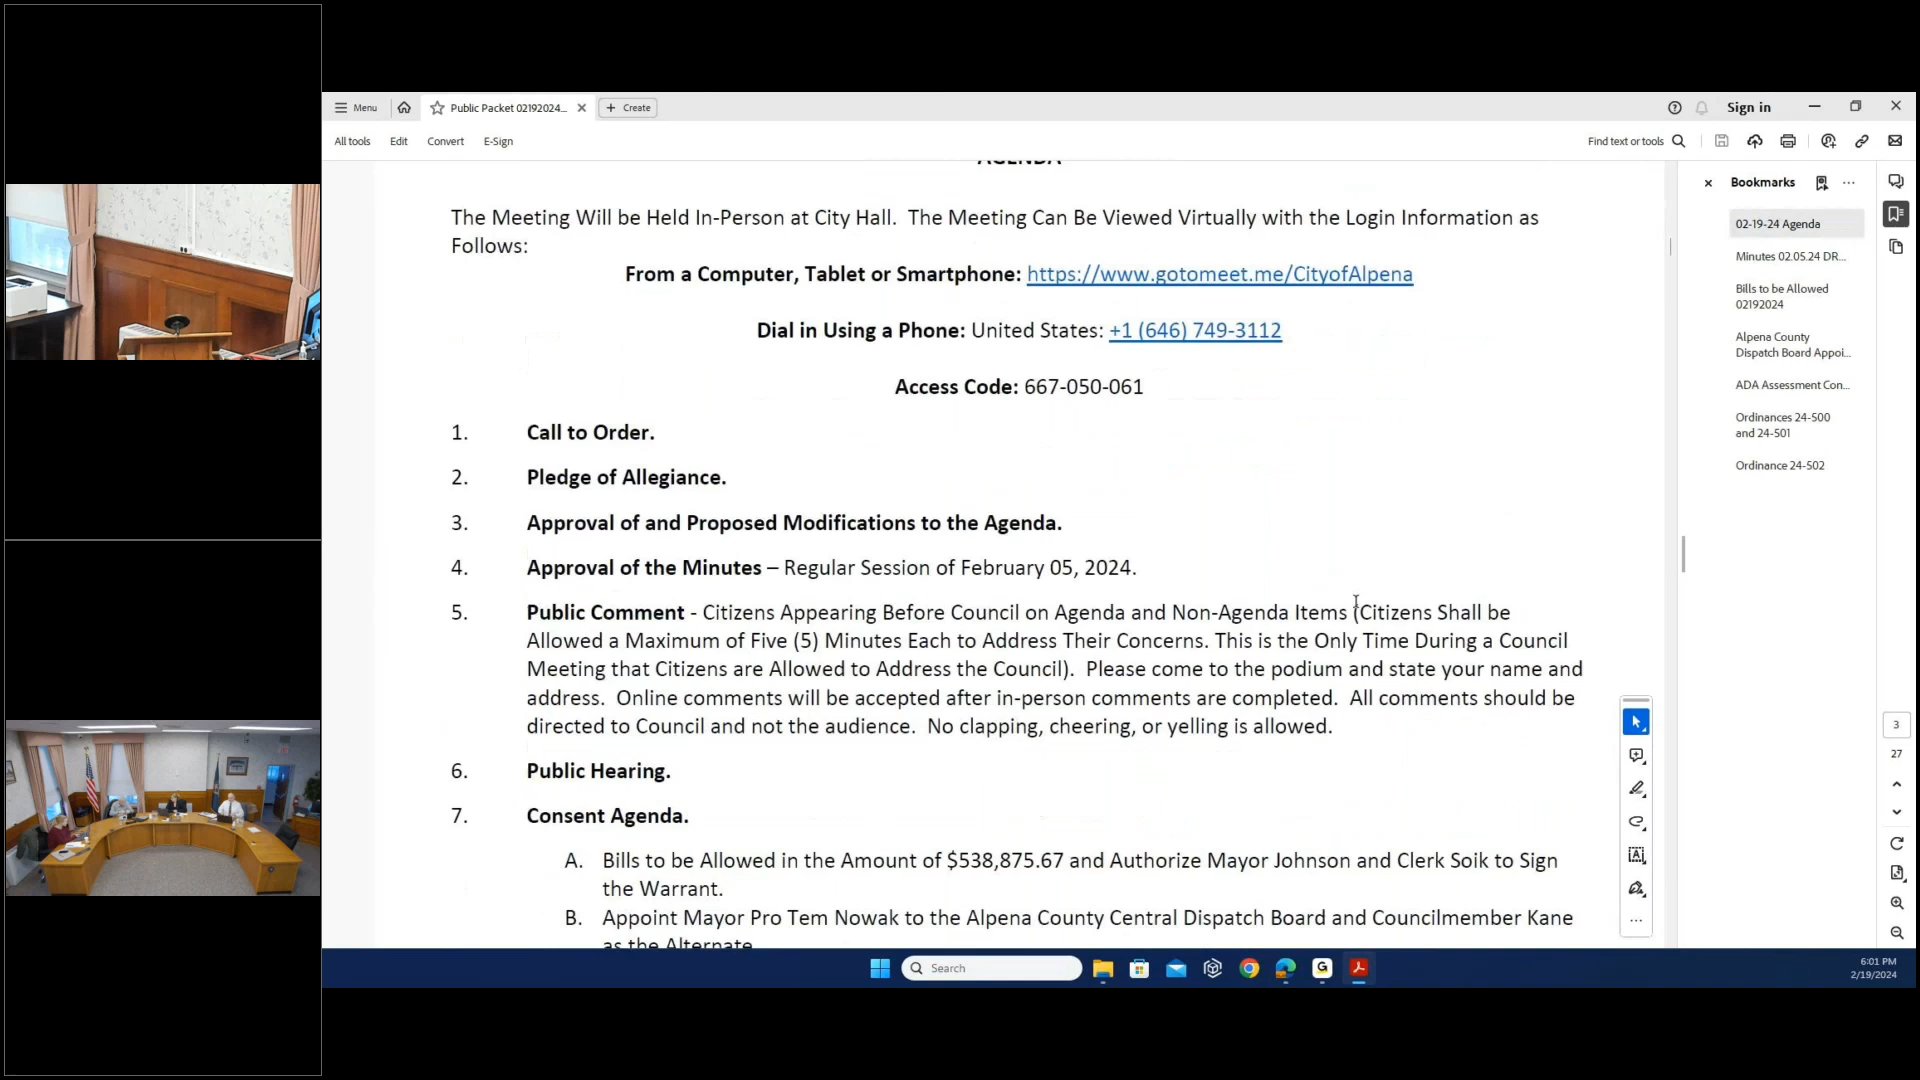 Menu
Public Packet 02192024...
Create
Sign in
All tools
Edit
Convert
E-Sign
Find text or tools
AGENDA
The Meeting Will be Held In-Person at City Hall.  The Meeting Can Be Viewed Virtually with the Login Information as
Follows:
From a Computer, Tablet or Smartphone: https://www.gotomeet.me/CityofAlpena
Dial in Using a Phone: United States: +1 (646) 749-3112
Access Code: 667-050-061
1. Call to Order.
2. Pledge of Allegiance.
3. Approval of and Proposed Modifications to the Agenda.
4. Approval of the Minutes – Regular Session of February 05, 2024.
5. Public Comment - Citizens Appearing Before Council on Agenda and Non-Agenda Items (Citizens Shall be
Allowed a Maximum of Five (5) Minutes Each to Address Their Concerns. This is the Only Time During a Council
Meeting that Citizens are Allowed to Address the Council).  Please come to the podium and state your name and
address.  Online comments will be accepted after in-person comments are completed.  All comments should be
directed to Council and not the audience.  No clapping, cheering, or yelling is allowed.
6. Public Hearing.
7. Consent Agenda.
A. Bills to be Allowed in the Amount of $538,875.67 and Authorize Mayor Johnson and Clerk Soik to Sign
the Warrant.
B. Appoint Mayor Pro Tem Nowak to the Alpena County Central Dispatch Board and Councilmember Kane
as the Alternate
Bookmarks
02-19-24 Agenda
Minutes 02.05.24 DR...
Bills to be Allowed
02192024
Alpena County
Dispatch Board Appoi...
ADA Assessment Con...
Ordinances 24-500
and 24-501
Ordinance 24-502
3
27
Search
6:01 PM
2/19/2024